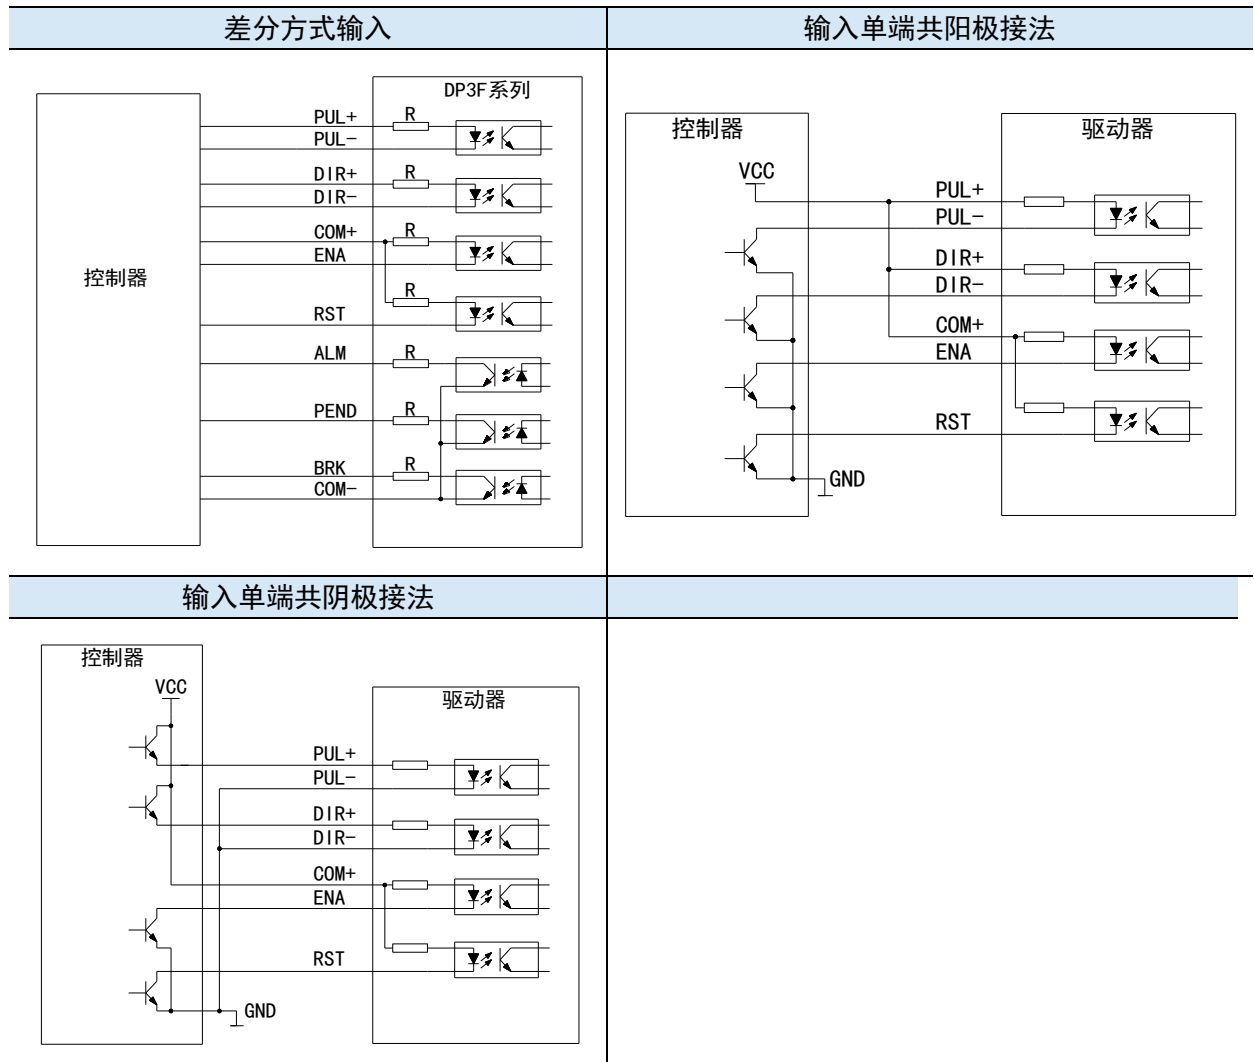 差分方式输入
输入单端共阳极接法
DP3F系列
控制器
PUL+
R
PUL-
DIR+
R
DIR-
COM+
R
ENA
R
RST
ALM
R
PEND
R
BRK
R
COM-
控制器
驱动器
VCC
PUL+
PUL-
DIR+
DIR-
COM+
ENA
RST
GND
输入单端共阴极接法
控制器
VCC
驱动器
PUL+
PUL-
DIR+
DIR-
COM+
ENA
RST
GND